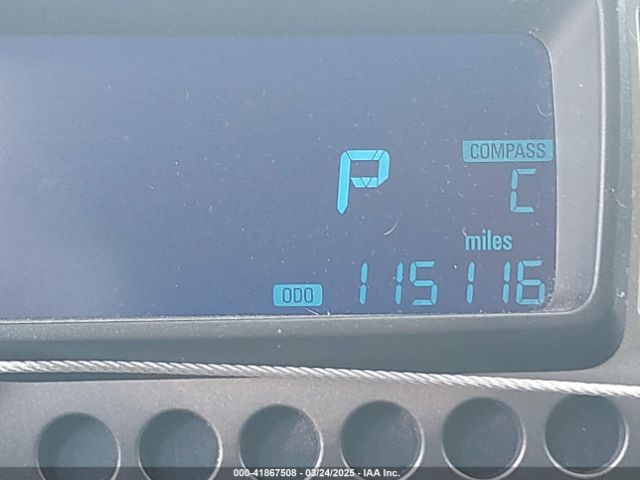 COMPASS
P C
miles
ODO 115116
000-41867508 - 03/24/2025 - IAA Inc.